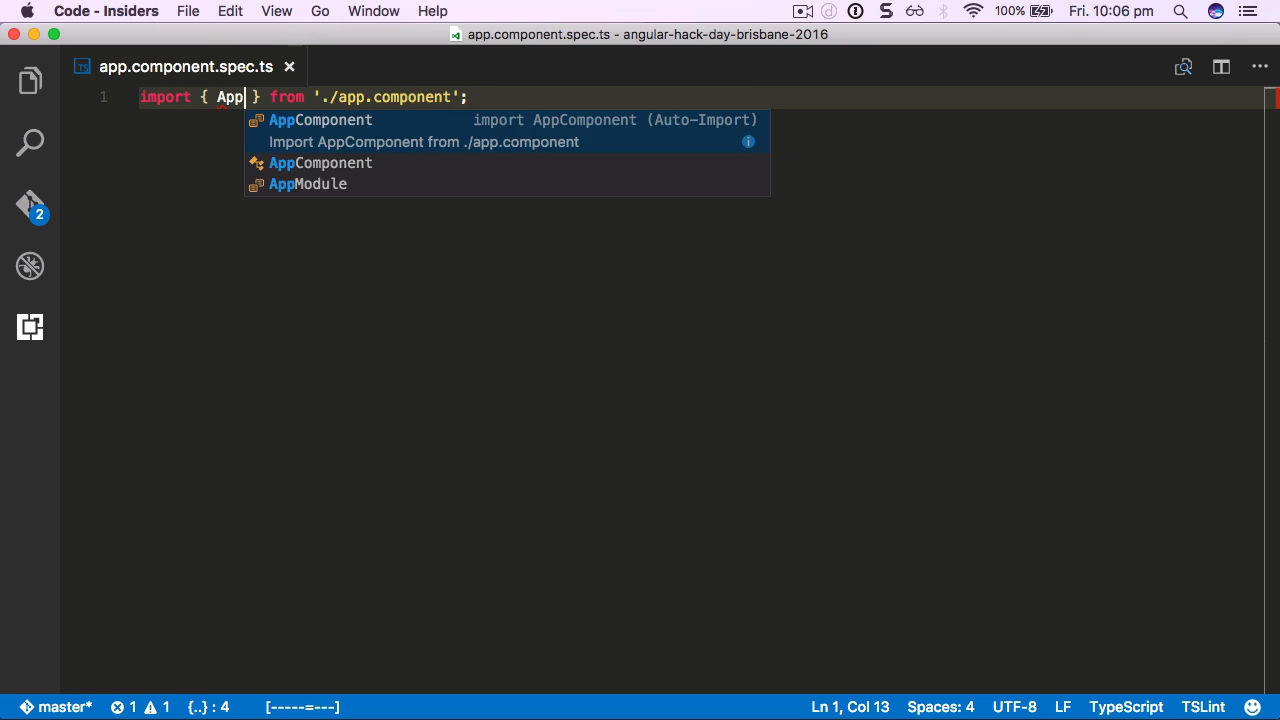 Code - Insiders File Edit View Go Window Help 100% Fri. 10:06 pm
app.component.spec.ts - angular-hack-day-brisbane-2016
TS app.component.spec.ts
1 import { App } from './app.component';
AppComponent import AppComponent (Auto-Import)
Import AppComponent from ./app.component
AppComponent
AppModule
2
master* 1 1 {..} : 4 [-----=---] Ln 1, Col 13 Spaces: 4 UTF-8 LF TypeScript TSLint